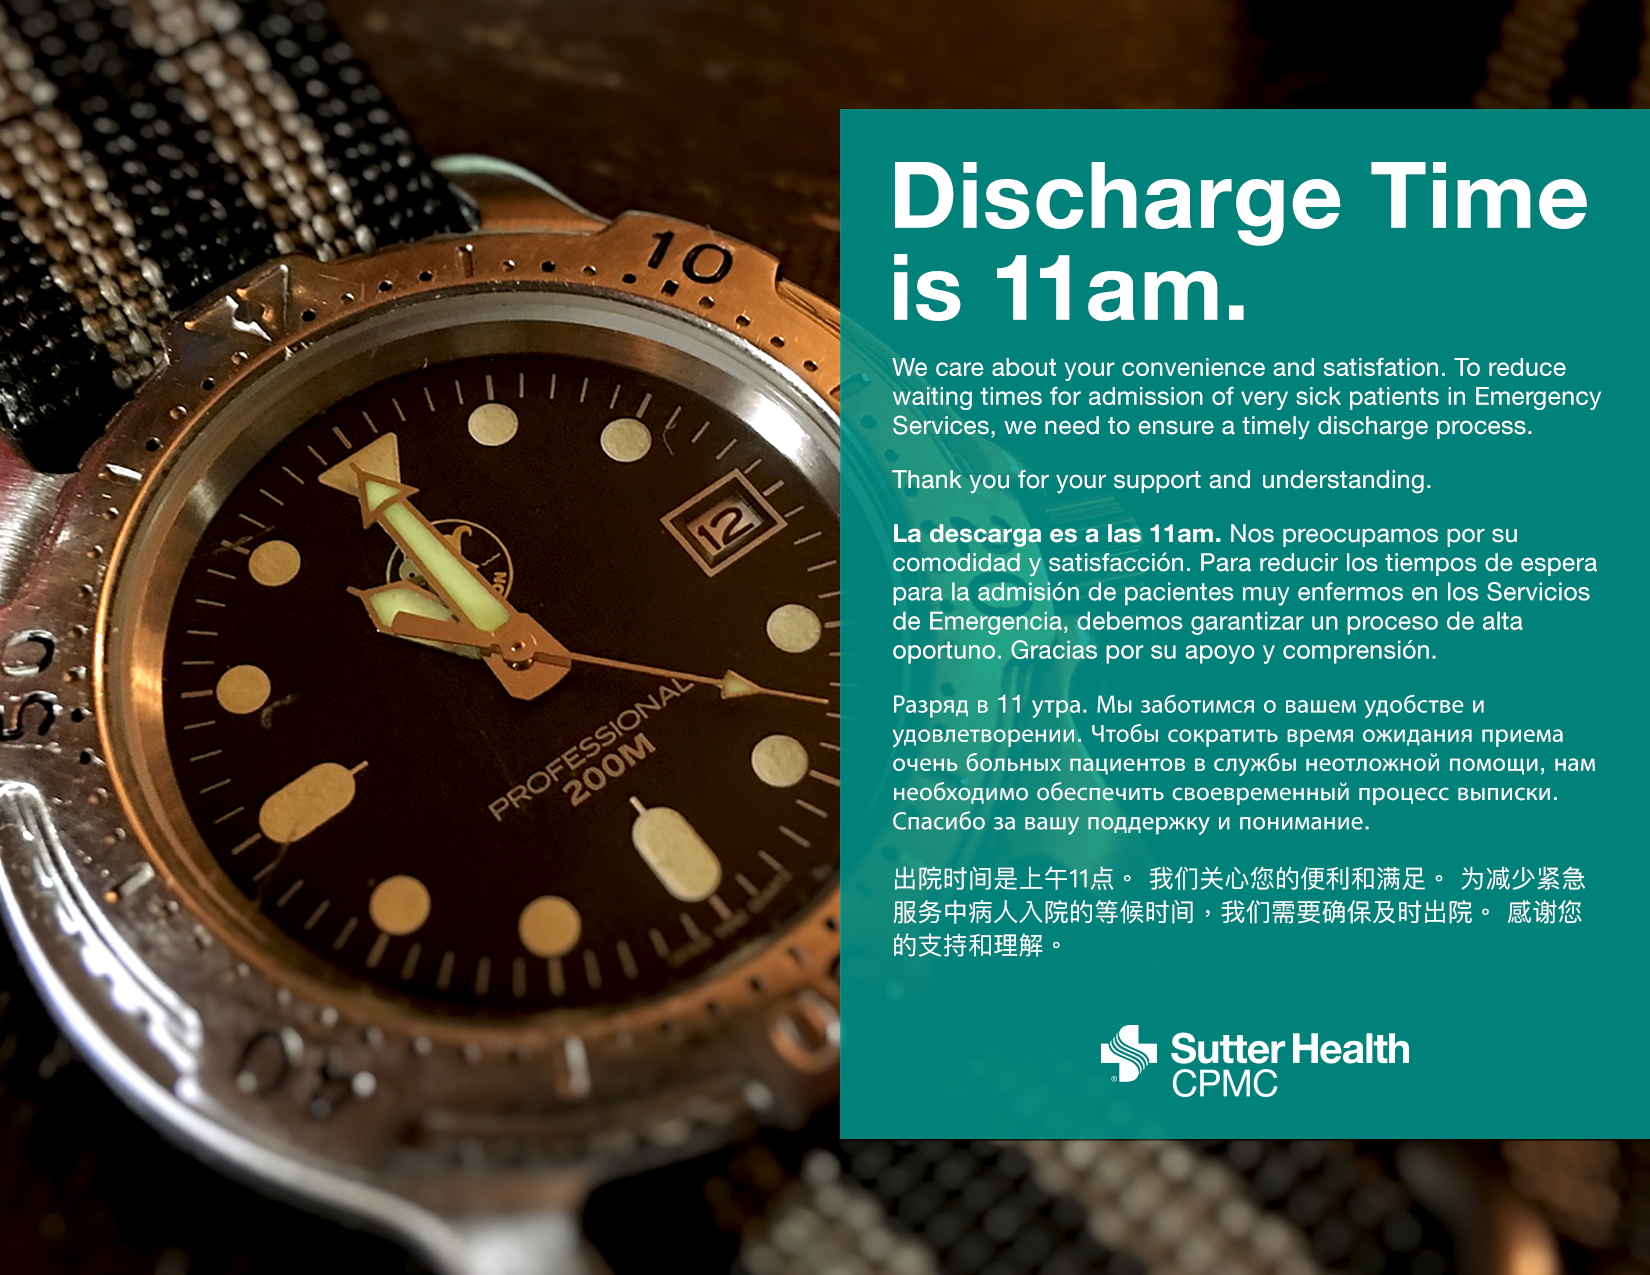 10
12
PROFESSIONAL
200M
50
Discharge Time
is 11am.
We care about your convenience and satisfation. To reduce
waiting times for admission of very sick patients in Emergency
Services, we need to ensure a timely discharge process.
Thank you for your support and understanding.
La descarga es a las 11am. Nos preocupamos por su
comodidad y satisfacción. Para reducir los tiempos de espera
para la admisión de pacientes muy enfermos en los Servicios
de Emergencia, debemos garantizar un proceso de alta
oportuno. Gracias por su apoyo y comprensión.
Разряд в 11 утра. Мы заботимся о вашем удобстве и
удовлетворении. Чтобы сократить время ожидания приема
очень больных пациентов в службы неотложной помощи, нам
необходимо обеспечить своевременный процесс выписки.
Спасибо за вашу поддержку и понимание.
出院时间是上午11点。 我们关心您的便利和满足。 为减少紧急
服务中病人入院的等候时间，我们需要确保及时出院。 感谢您
的支持和理解。
Sutter Health
CPMC